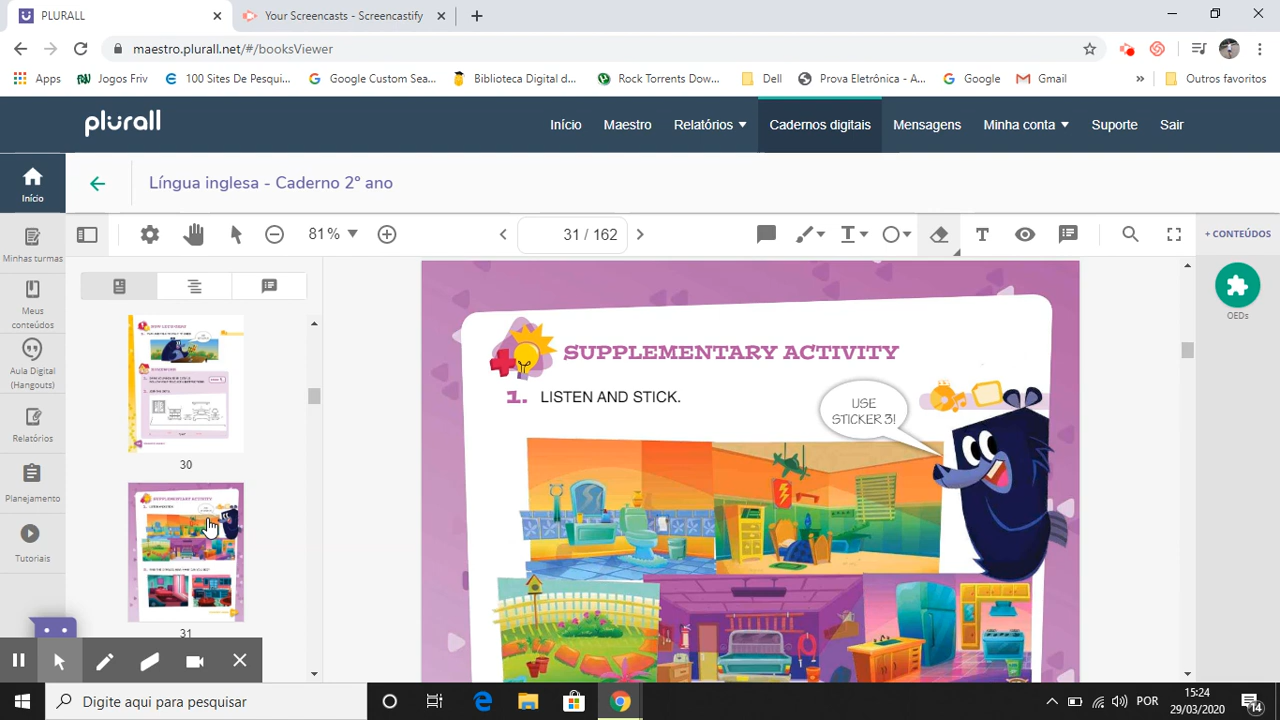 PLURALL
Your Screencasts - Screencastify
maestro.plurall.net/#/booksViewer
Apps
Jogos Friv
100 Sites De Pesqui...
Google Custom Sea...
Biblioteca Digital d...
Rock Torrents Dow...
Dell
Prova Eletrônica - A...
Google
Gmail
»
Outros favoritos
plurall
Início
Maestro
Relatórios
Cadernos digitais
Mensagens
Minha conta
Suporte
Sair
Início
Língua inglesa - Caderno 2º ano
Minhas turmas
Meus
conteúdos
Aula Digital
(Hangouts)
Relatórios
Planejamento
Tutoriais
81%
31 / 162
T
T
+ CONTEÚDOS
OEDs
30
SUPPLEMENTARY ACTIVITY
31
SUPPLEMENTARY ACTIVITY
1. LISTEN AND STICK.
USE
STICKER 3!
Digite aqui para pesquisar
POR
15:24
29/03/2020
14